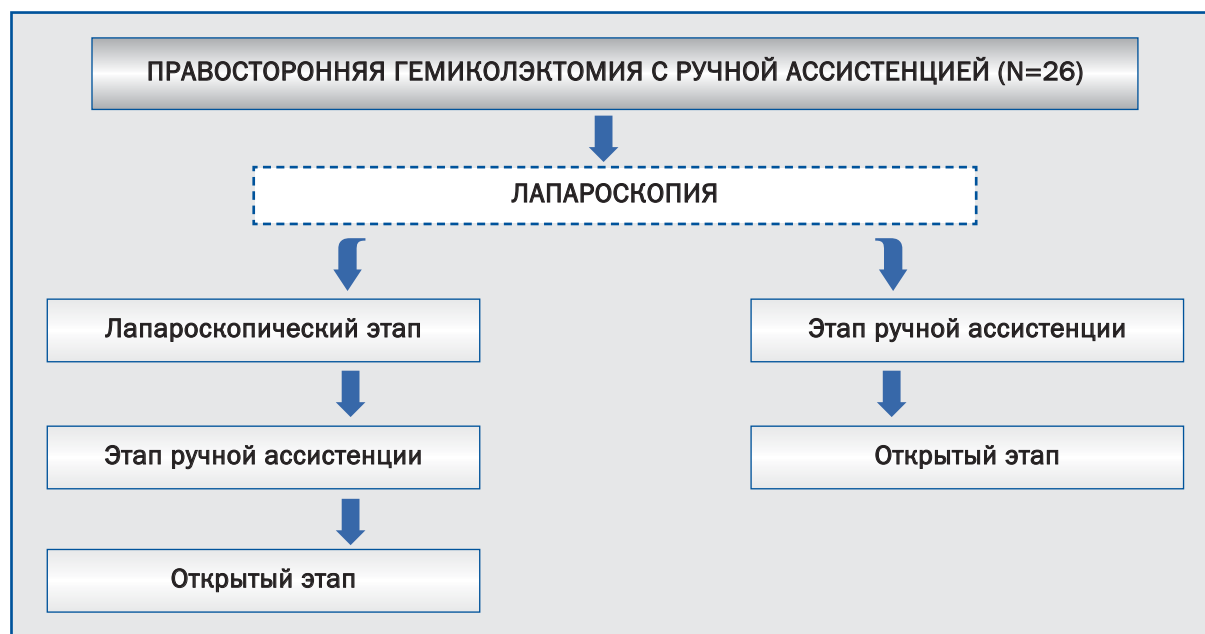 ПРАВОСТОРОННЯЯ ГЕМИКОЛЭКТОМИЯ С РУЧНОЙ АССИСТЕНЦИЕЙ (N=26)
ЛАПАРОСКОПИЯ
Лапароскопический этап
Этап ручной ассистенции
Этап ручной ассистенции
Открытый этап
Открытый этап